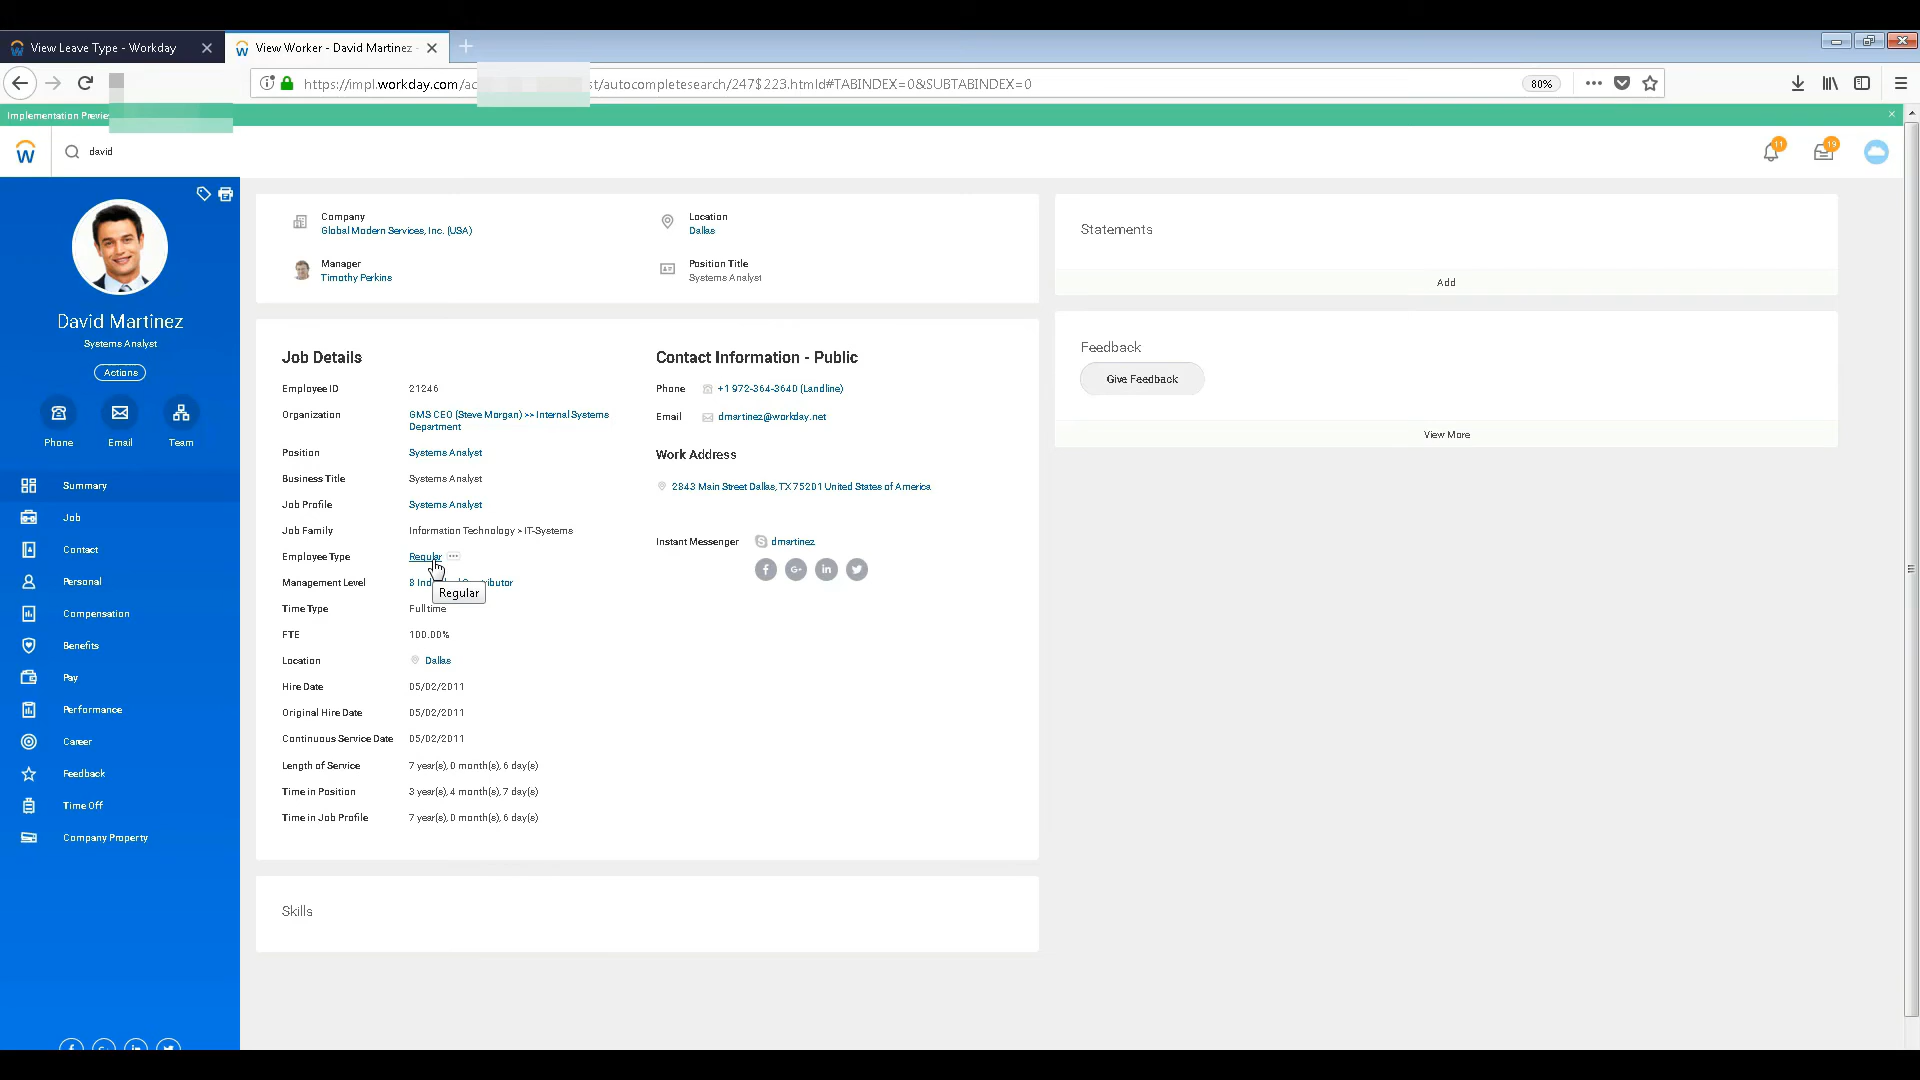 View Leave Type - Workday
View Worker - David Martinez -
https://impl.workday.com/ac st/autocompletesearch/247$223.htmld#TABINDEX=0&SUBTABINDEX=0
80%
Implementation Previe
W
david
11
19
David Martinez
Systems Analyst
Actions
Phone
Email
Team
Summary
Job
Contact
Personal
Compensation
Benefits
Pay
Performance
Career
Feedback
Time Off
Company Property
Company
Global Modern Services, Inc. (USA)
Location
Dallas
Manager
Timothy Perkins
Position Title
Systems Analyst
Job Details
Employee ID 21246
Organization GMS CEO (Steve Morgan) >> Internal Systems
Department
Position Systems Analyst
Business Title Systems Analyst
Job Profile Systems Analyst
Job Family Information Technology > IT-Systems
Employee Type Regular
Management Level 8 Ind l C ributor
Regular
Time Type Full time
FTE 100.00%
Location Dallas
Hire Date 05/02/2011
Original Hire Date 05/02/2011
Continuous Service Date 05/02/2011
Length of Service 7 year(s), 0 month(s), 6 day(s)
Time in Position 3 year(s), 4 month(s), 7 day(s)
Time in Job Profile 7 year(s), 0 month(s), 6 day(s)
Contact Information - Public
Phone +1 972-364-3640 (Landline)
Email dmartinez@workday.net
Work Address
2843 Main Street Dallas, TX 75201 United States of America
Instant Messenger dmartinez
Skills
Statements
Add
Feedback
Give Feedback
View More